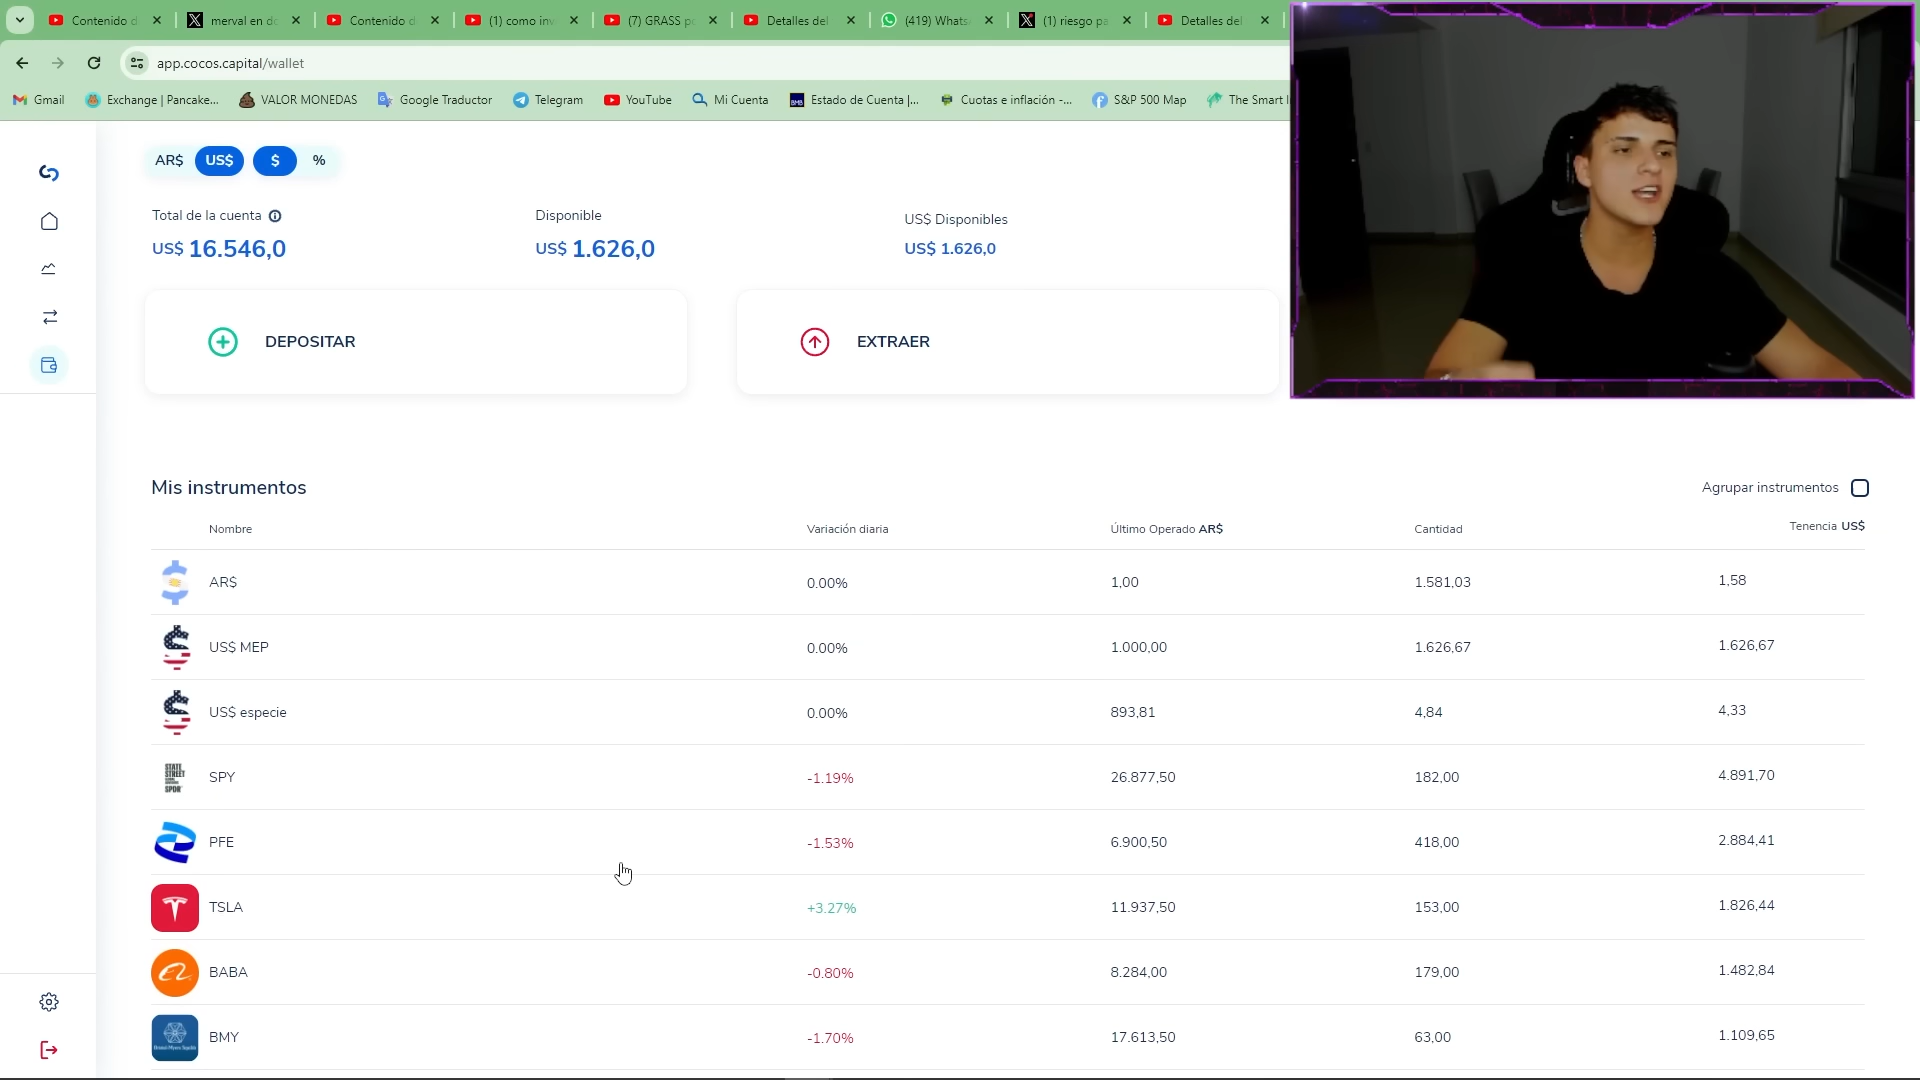 Contenido d
merval en do
Contenido d
(1) como inv
(7) GRASS po
Detalles del
(419) Whats
(1) riesgo pa
Detalles del
app.cocos.capital/wallet
Gmail
Exchange | Pancake...
VALOR MONEDAS
Google Traductor
Telegram
YouTube
Mi Cuenta
Estado de Cuenta |...
Cuotas e inflación -...
S&P 500 Map
The Smart I
AR$ US$ $ %
Total de la cuenta
US$ 16.546,0
Disponible
US$ 1.626,0
US$ Disponibles
US$ 1.626,0
DEPOSITAR
EXTRAER
Mis instrumentos
Agrupar instrumentos
Nombre Variación diaria Último Operado AR$ Cantidad Tenencia US$
AR$ 0.00% 1,00 1.581,03 1,58
US$ MEP 0.00% 1.000,00 1.626,67 1.626,67
US$ especie 0.00% 893,81 4,84 4,33
STATE STREET SPDR SPY -1.19% 26.877,50 182,00 4.891,70
PFE -1.53% 6.900,50 418,00 2.884,41
TSLA +3.27% 11.937,50 153,00 1.826,44
BABA -0.80% 8.284,00 179,00 1.482,84
Bristol-Myers Squibb BMY -1.70% 17.613,50 63,00 1.109,65